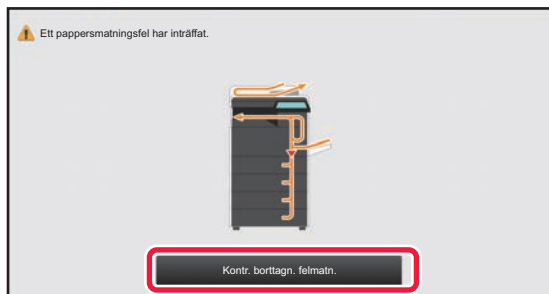 Ett pappersmatningsfel har inträffat.
Kontr. borttagn. felmatn.